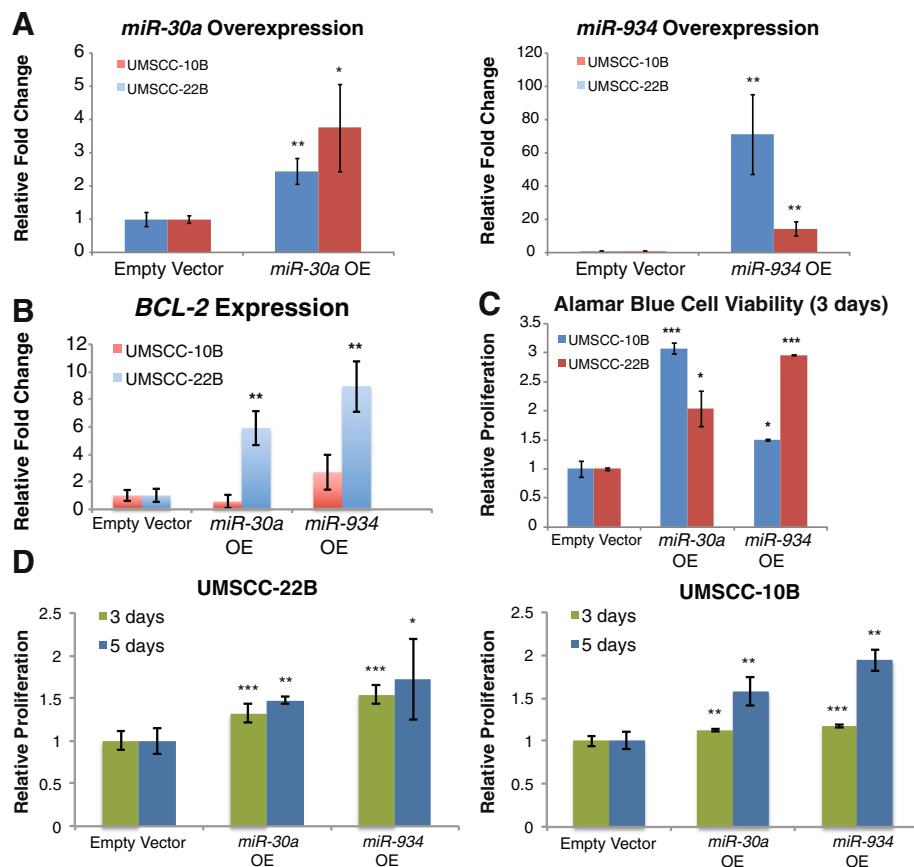 A
miR-30a Overexpression
Relative Fold Change
6
5
4
3
2
1
0
UMSCC-10B
UMSCC-22B
**
*
Empty Vector
miR-30a OE
miR-934 Overexpression
Relative Fold Change
120
100
80
60
40
20
0
UMSCC-10B
UMSCC-22B
**
**
Empty Vector
miR-934 OE
B
BCL-2 Expression
Relative Fold Change
12
10
8
6
4
2
0
UMSCC-10B
UMSCC-22B
**
**
Empty Vector
miR-30a
OE
miR-934
OE
C
Alamar Blue Cell Viability (3 days)
Relative Proliferation
3.5
3
2.5
2
1.5
1
0.5
0
UMSCC-10B
UMSCC-22B
***
*
*
***
Empty Vector
miR-30a
OE
miR-934
OE
D
UMSCC-22B
Relative Proliferation
2.5
2
1.5
1
0.5
0
3 days
5 days
***
**
***
*
Empty Vector
miR-30a
OE
miR-934
OE
UMSCC-10B
Relative Proliferation
2.5
2
1.5
1
0.5
0
3 days
5 days
**
**
***
**
Empty Vector
miR-30a
OE
miR-934
OE